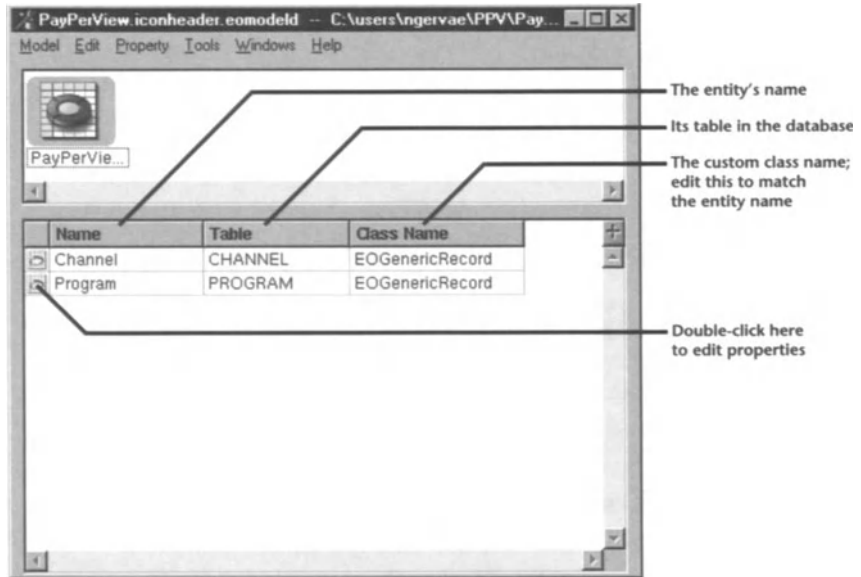 PayPerView.iconheader.eomodeld -- C:\users\ngervae\PPV\Pay...
Model Edit Property Tools Windows Help
PayPerVie...
The entity's name
Its table in the database
The custom class name;
edit this to match
the entity name
Name Table Class Name
Channel CHANNEL EOGenericRecord
Program PROGRAM EOGenericRecord
Double-click here
to edit properties